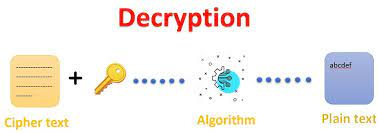 Decryption
abcdef
+
Cipher text
Algorithm
Plain text